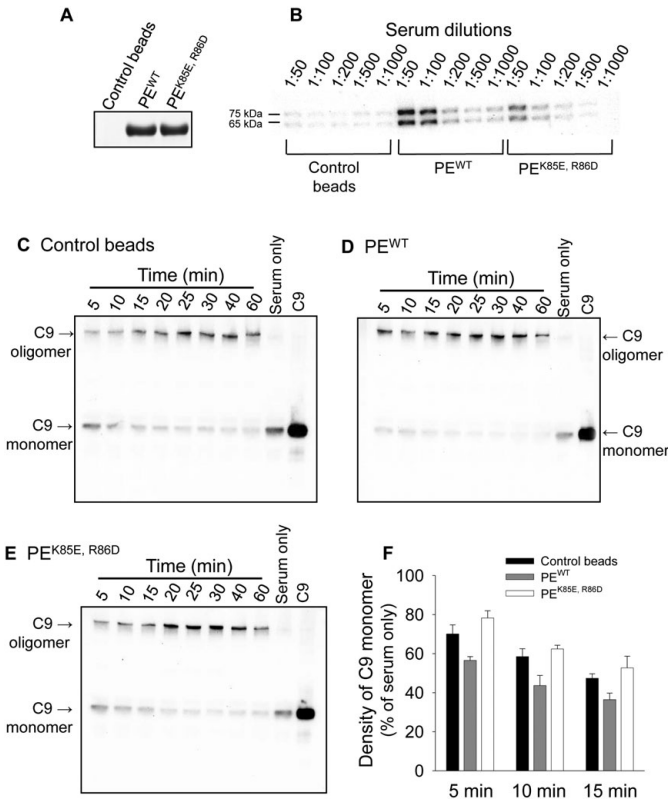 A
Control beads
PE^WT
PE^K85E, R86D
B
Serum dilutions
1:50
1:100
1:200
1:500
1:1000
1:50
1:100
1:200
1:500
1:1000
1:50
1:100
1:200
1:500
1:1000
75 kDa
65 kDa
Control beads
PE^WT
PE^K85E, R86D
C Control beads
Time (min)
5 10 15 20 25 30 40 60 Serum only C9
C9 → oligomer
C9 → monomer
D PE^WT
Time (min)
5 10 15 20 25 30 40 60 Serum only C9
← C9 oligomer
← C9 monomer
E PE^K85E, R86D
Time (min)
5 10 15 20 25 30 40 60 Serum only C9
C9 → oligomer
C9 → monomer
F
Control beads
PE^WT
PE^K85E, R86D
Density of C9 monomer
(% of serum only)
100
80
60
40
20
0
5 min 10 min 15 min